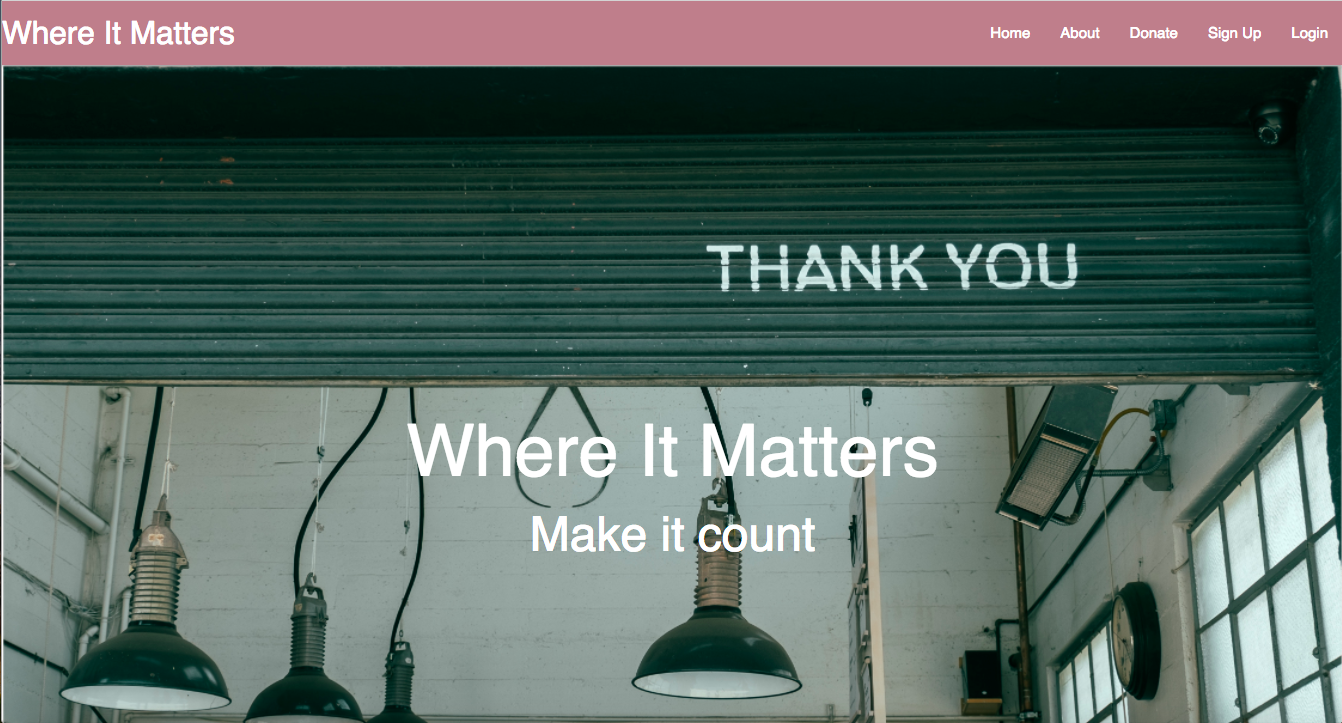 Where It Matters
Home About Donate Sign Up Login
THANK YOU
Where It Matters
Make it count